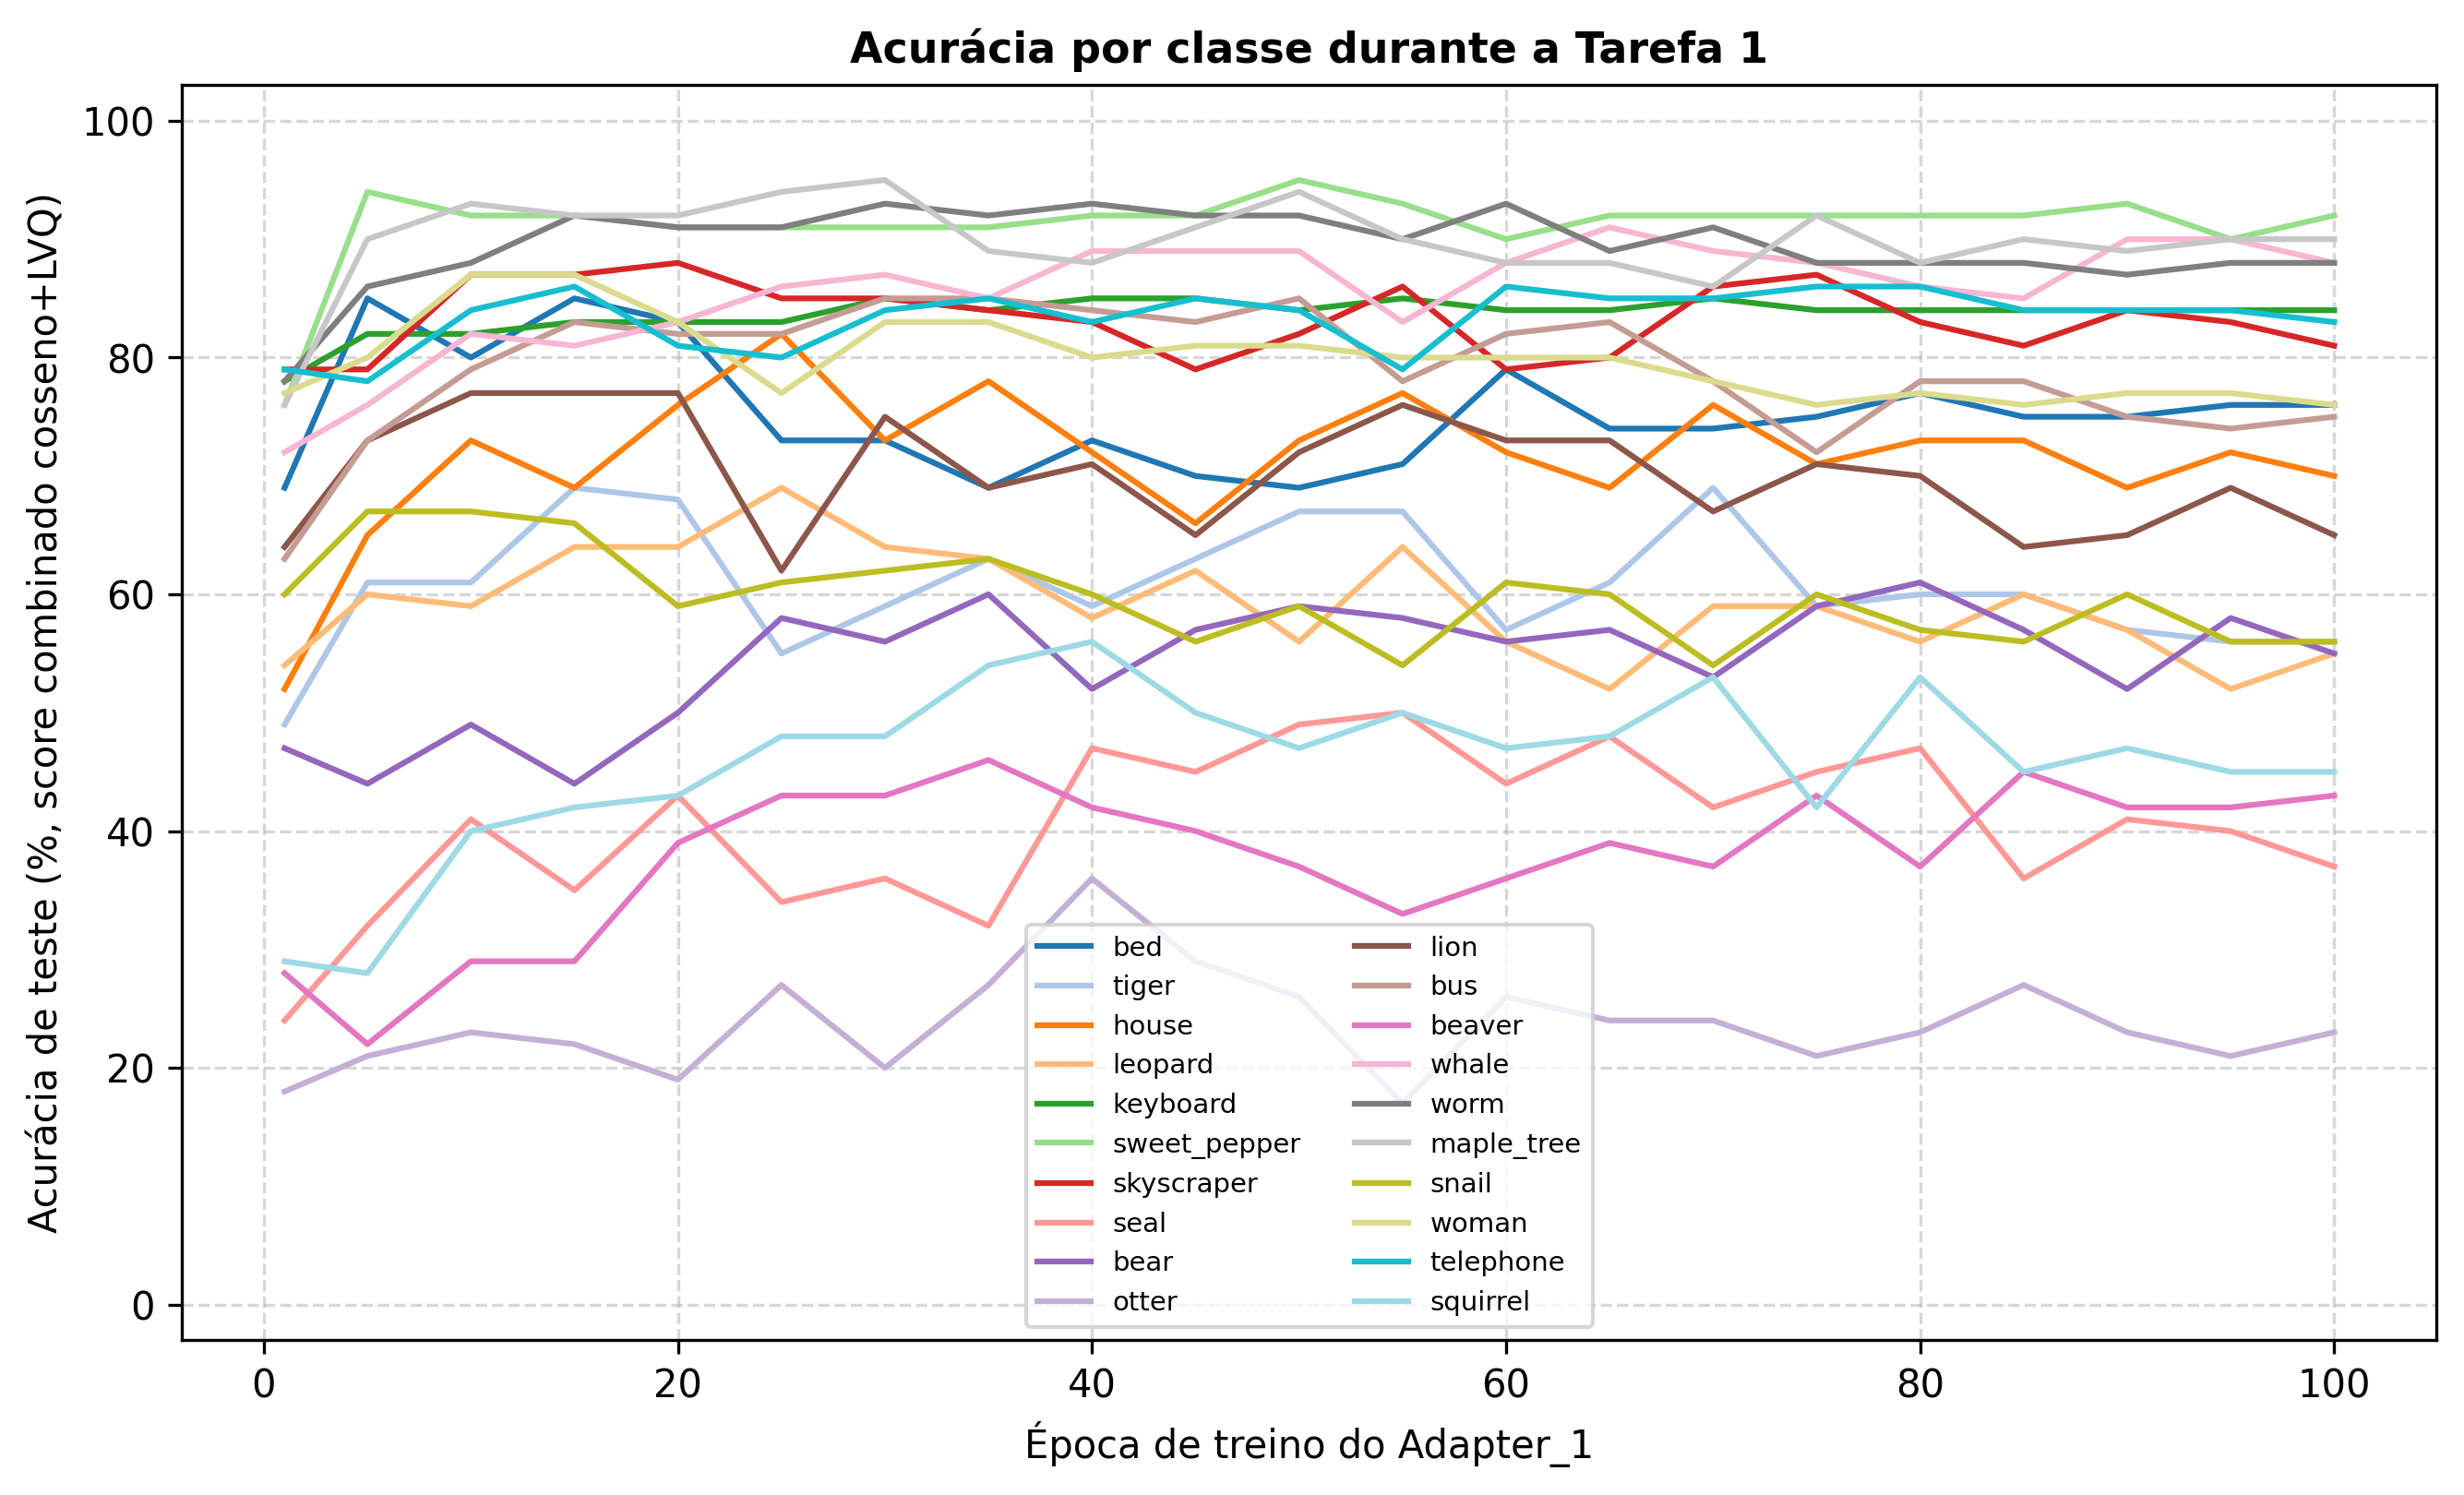 Acurácia por classe durante a Tarefa 1
Acurácia de teste (%, score combinado cosseno+LVQ)
100
80
60
40
20
0
bed
tiger
house
leopard
keyboard
sweet_pepper
skyscraper
seal
bear
otter
lion
bus
beaver
whale
worm
maple_tree
snail
woman
telephone
squirrel
0 20 40 60 80 100
Época de treino do Adapter_1